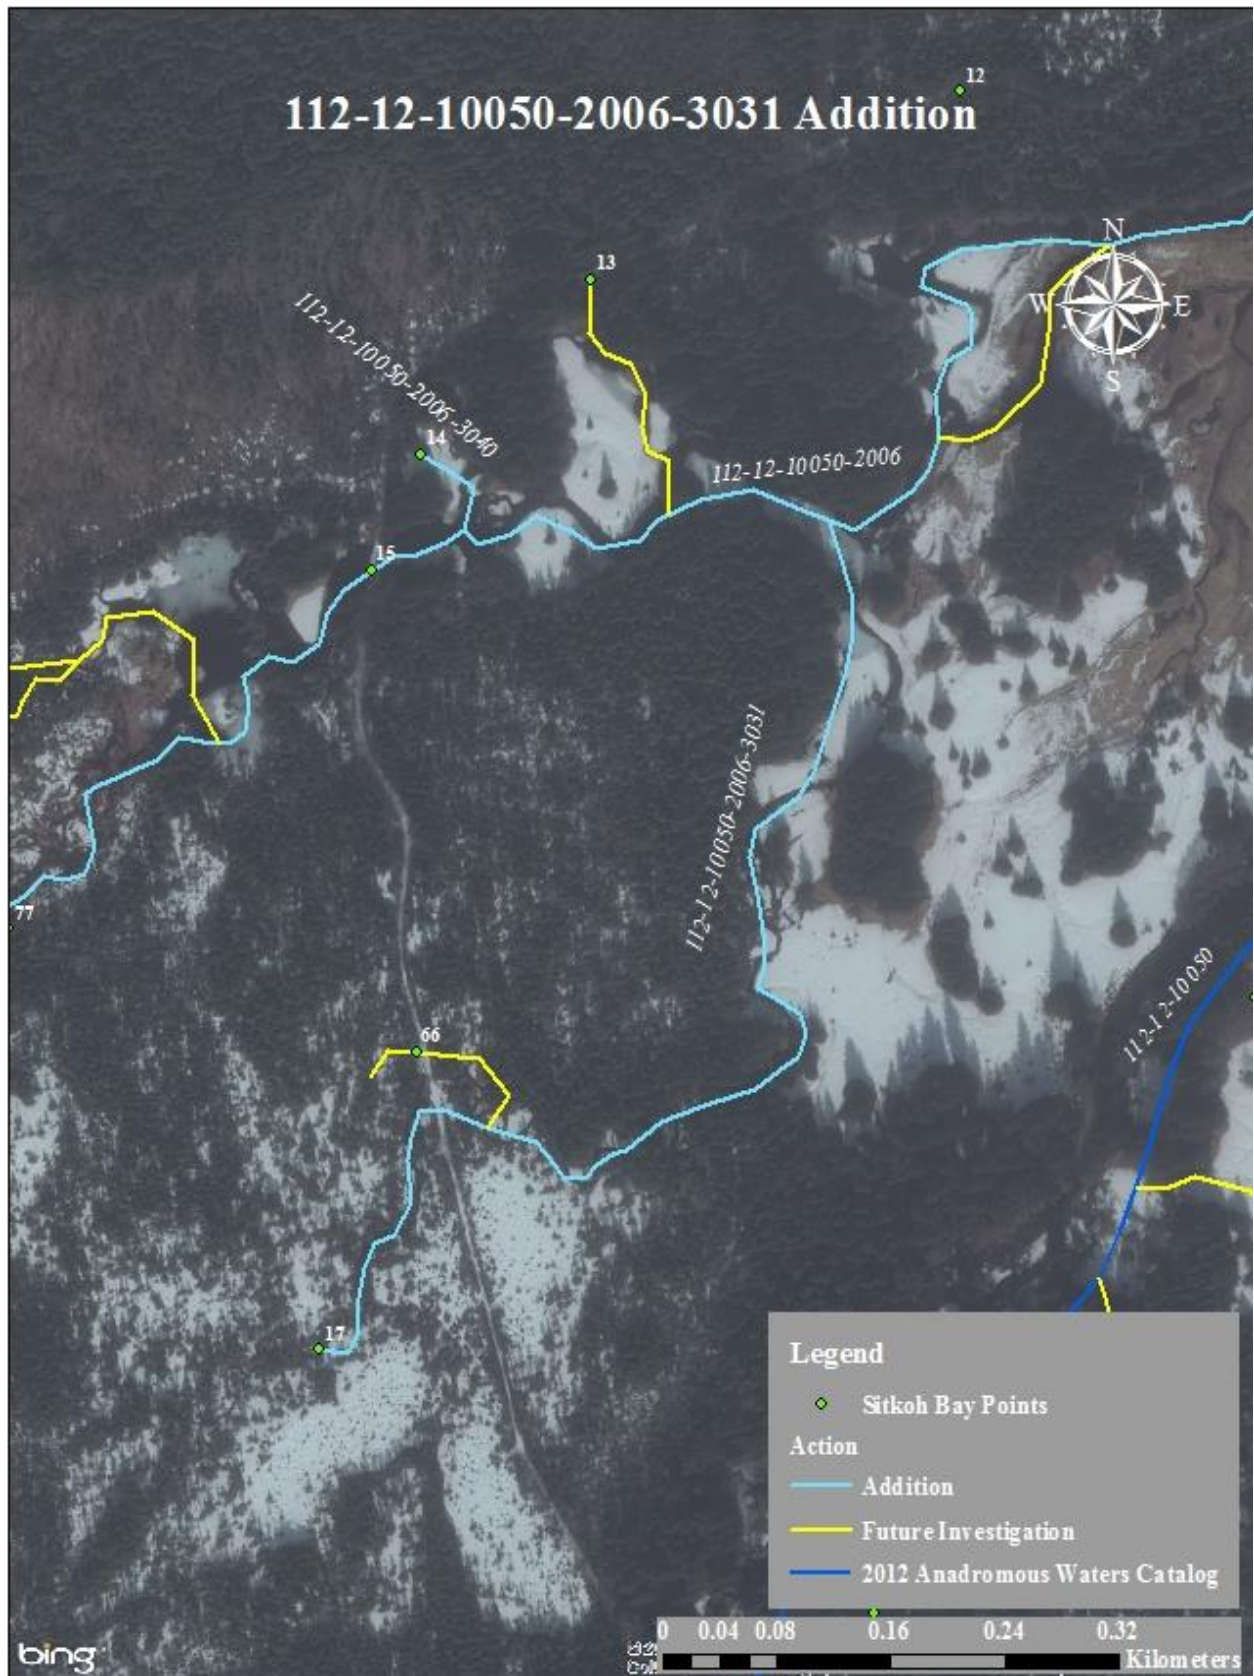 12
112-12-10050-2006-3031 Addition
N
W E
S
13
112-12-10050-2006-3040
14
112-12-10050-2006
15
112-12-10050-2006-3031
77
112-12-10050
66
17
Legend
Sitkoh Bay Points
Action
Addition
Future Investigation
2012 Anadromous Waters Catalog
0 0.04 0.08 0.16 0.24 0.32
Kilometers
bing